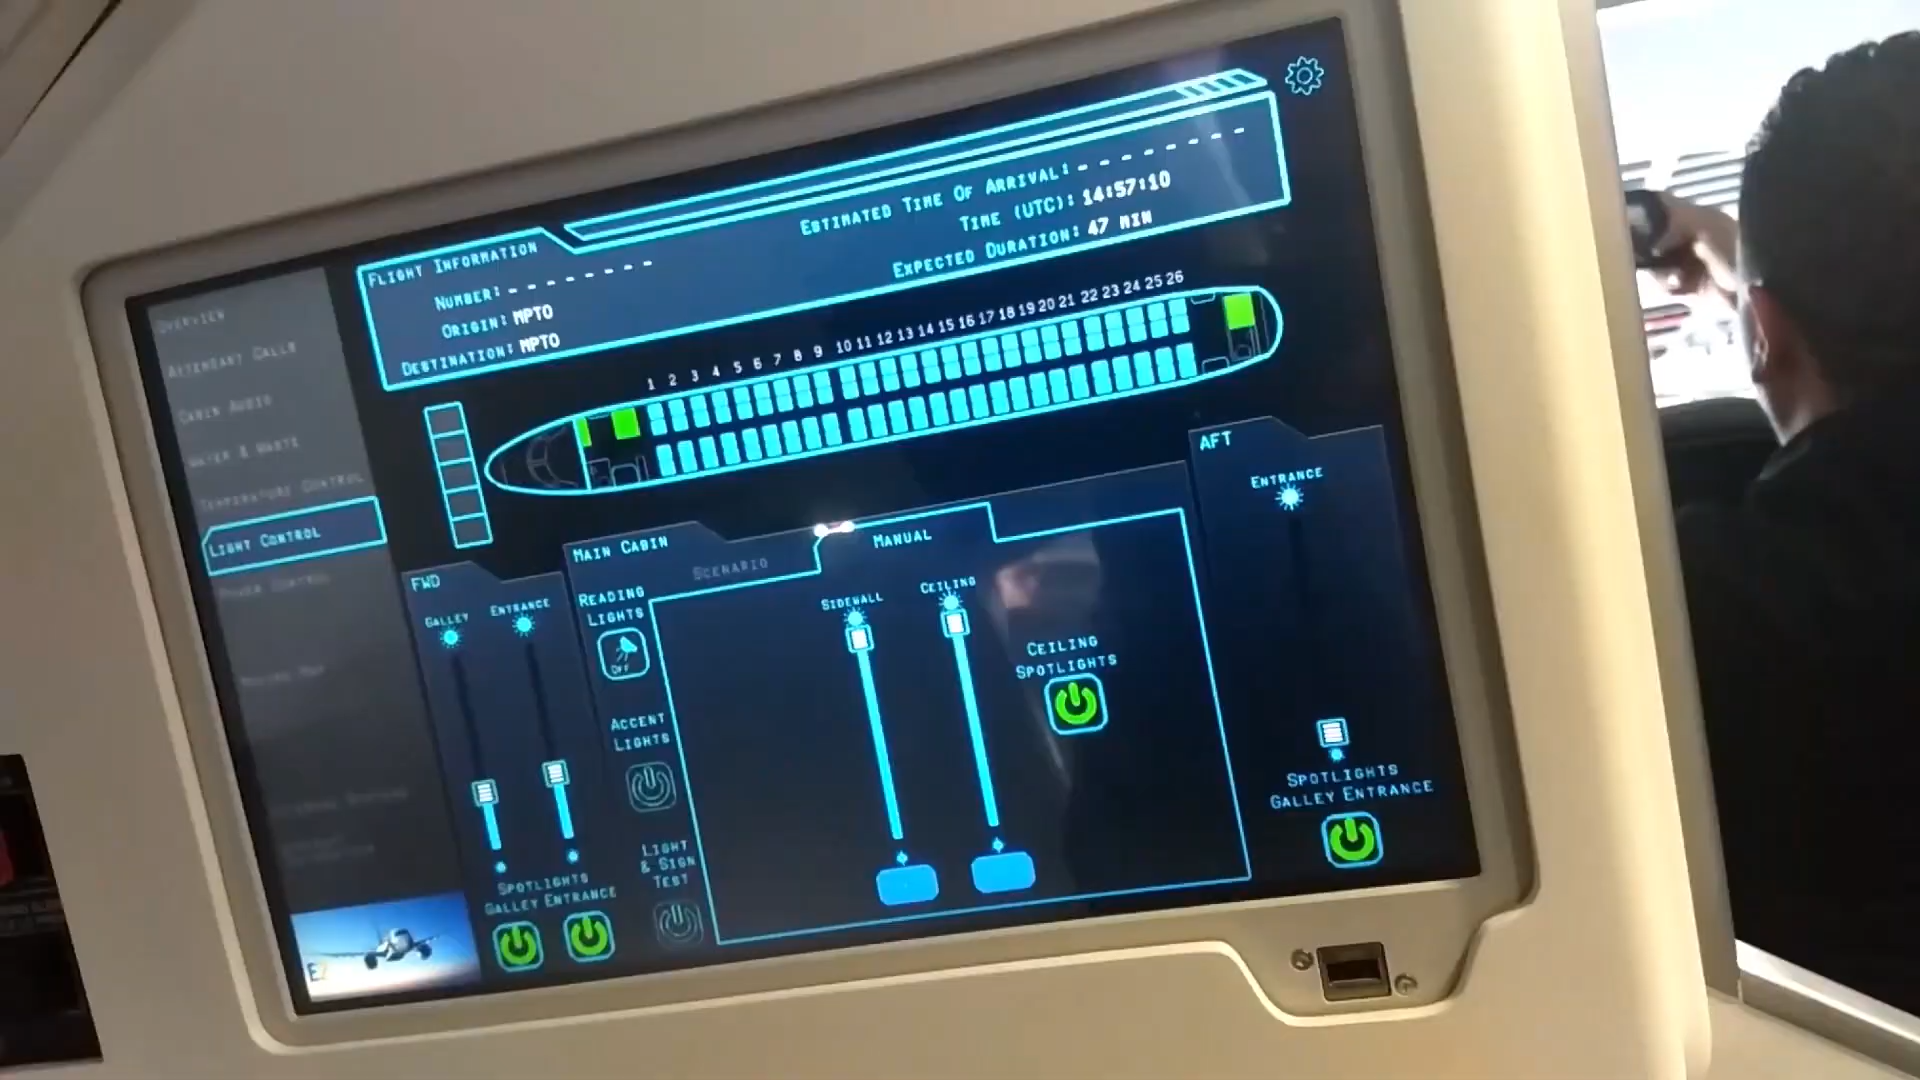 FLIGHT INFORMATION
NUMBER: - - - - - - - -
ORIGIN: MPTO
DESTINATION: MPTO
ESTIMATED TIME OF ARRIVAL: - - - - - - - - -
TIME (UTC): 14:57:10
EXPECTED DURATION: 47 MIN
OVERVIEW
ATTENDANT CALLS
CABIN AUDIO
WATER & WASTE
TEMPERATURE CONTROL
LIGHT CONTROL
POWER CONTROL
1 2 3 4 5 6 7 8 9 10 11 12 13 14 15 16 17 18 19 20 21 22 23 24 25 26
FWD
GALLEY
ENTRANCE
SPOTLIGHTS
GALLEY ENTRANCE
MAIN CABIN
SCENARIO
MANUAL
READING
LIGHTS
OFF
ACCENT
LIGHTS
LIGHT
& SIGN
TEST
SIDEWALL
CEILING
CEILING
SPOTLIGHTS
AFT
ENTRANCE
SPOTLIGHTS
GALLEY ENTRANCE
E2